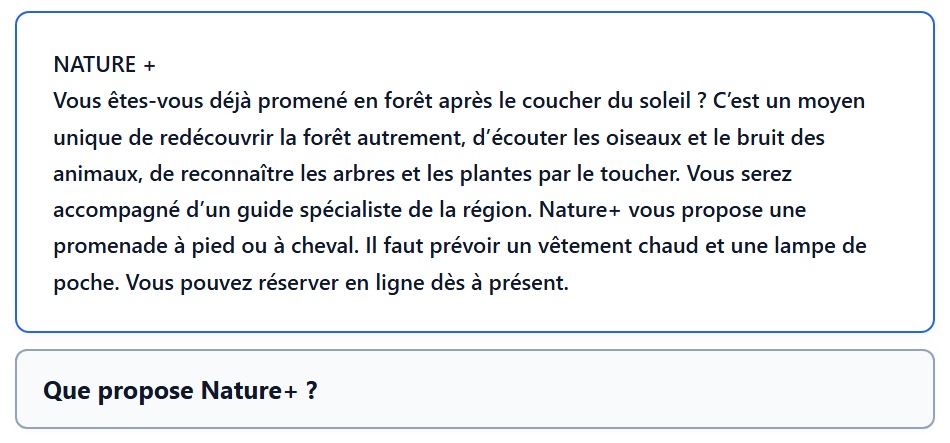 NATURE +
Vous êtes-vous déjà promené en forêt après le coucher du soleil ? C’est un moyen
unique de redécouvrir la forêt autrement, d’écouter les oiseaux et le bruit des
animaux, de reconnaître les arbres et les plantes par le toucher. Vous serez
accompagné d’un guide spécialiste de la région. Nature+ vous propose une
promenade à pied ou à cheval. Il faut prévoir un vêtement chaud et une lampe de
poche. Vous pouvez réserver en ligne dès à présent.
Que propose Nature+ ?